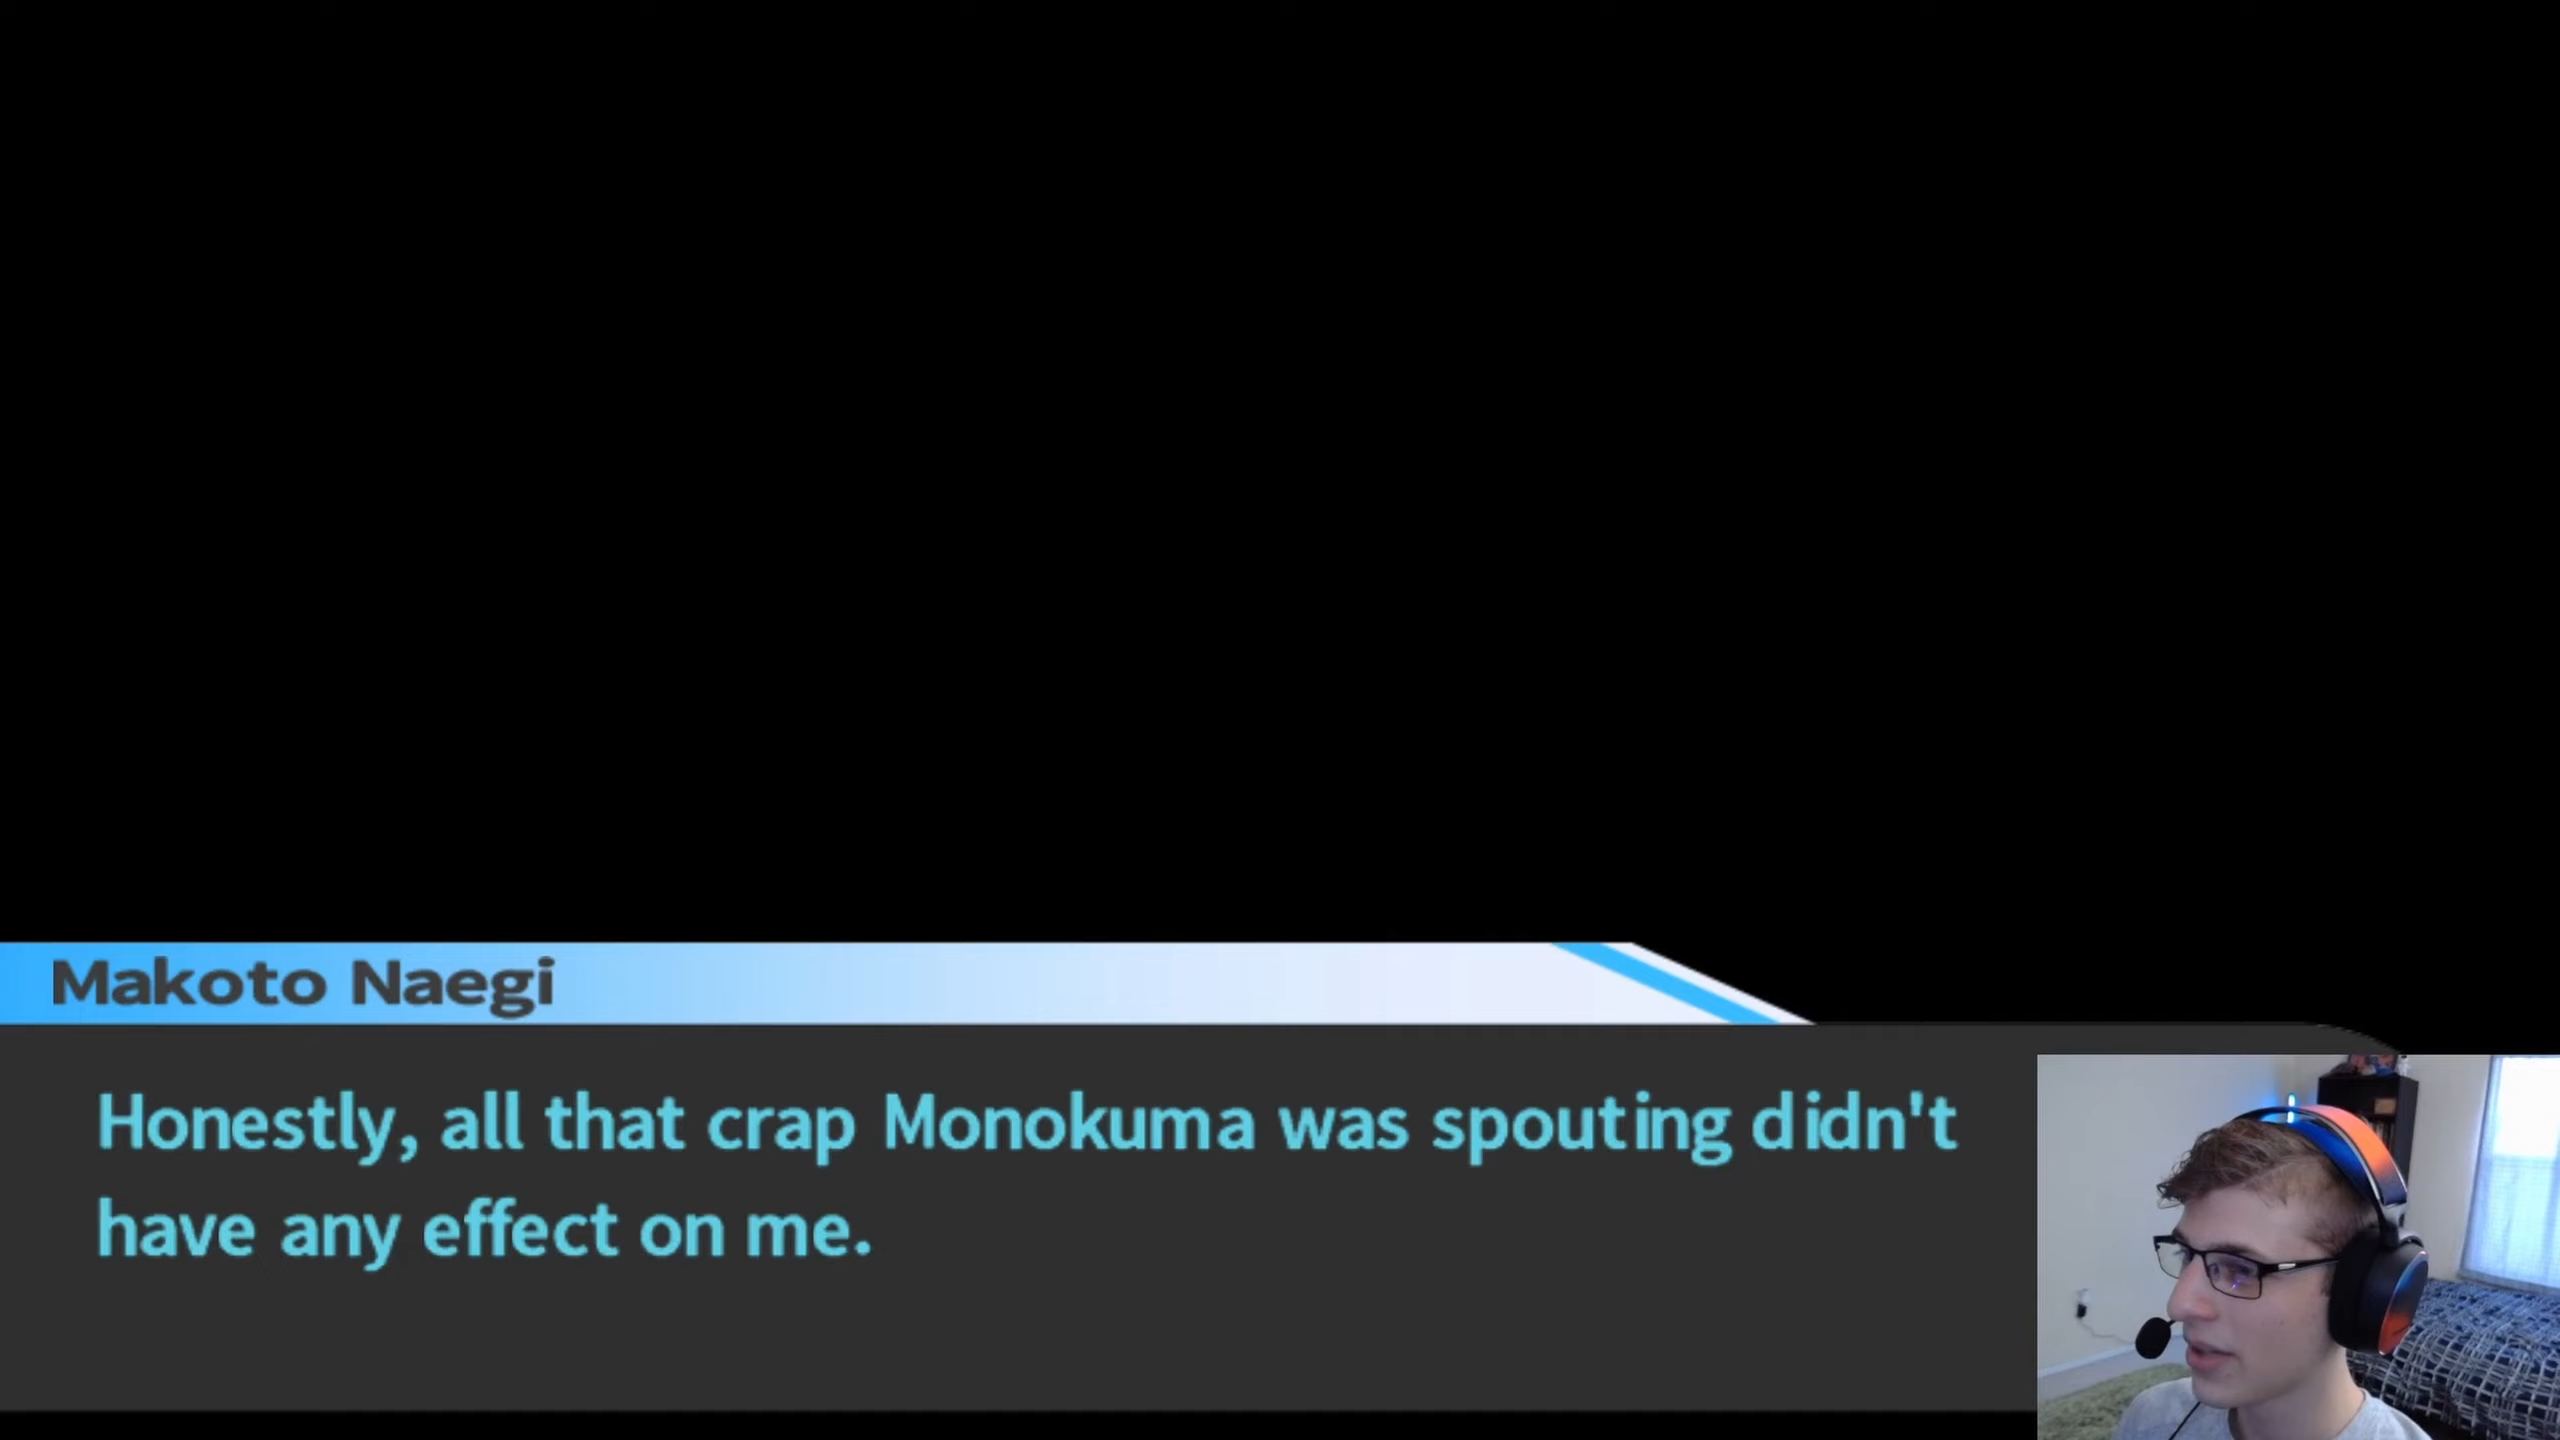 Makoto Naegi
Honestly, all that crap Monokuma was spouting didn't
have any effect on me.